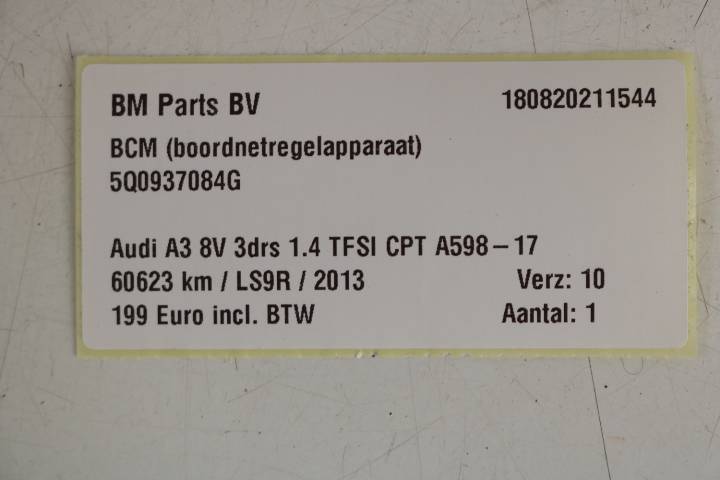 BM Parts BV 180820211544
BCM (boordnetregelapparaat)
5Q0937084G
Audi A3 8V 3drs 1.4 TFSI CPT A598-17
60623 km / LS9R / 2013 Verz: 10
199 Euro incl. BTW Aantal: 1